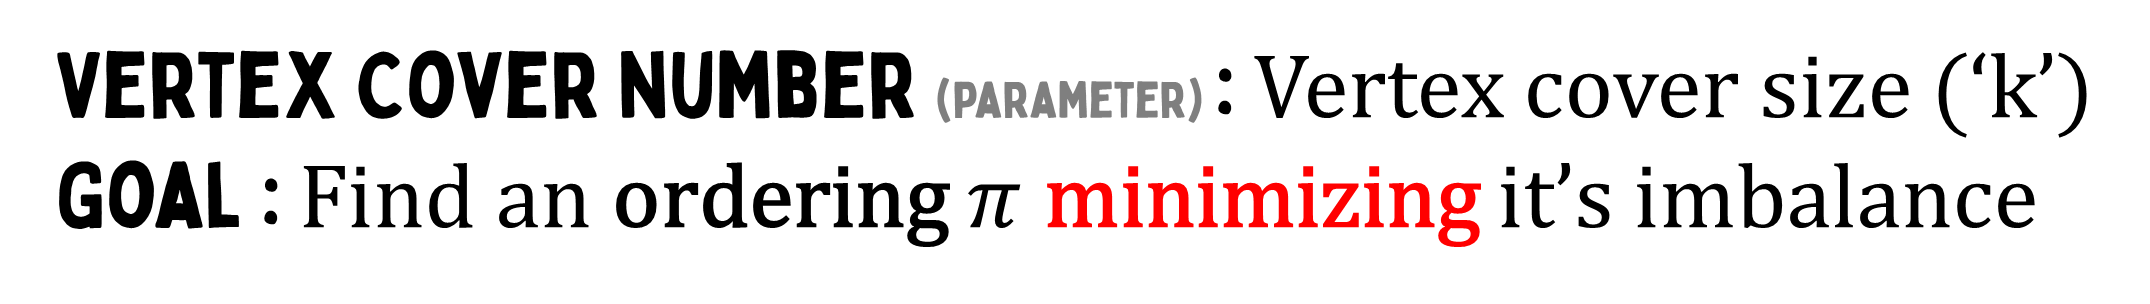 VERTEX COVER NUMBER (PARAMETER) : Vertex cover size (‘k’)
GOAL : Find an ordering π minimizing it’s imbalance